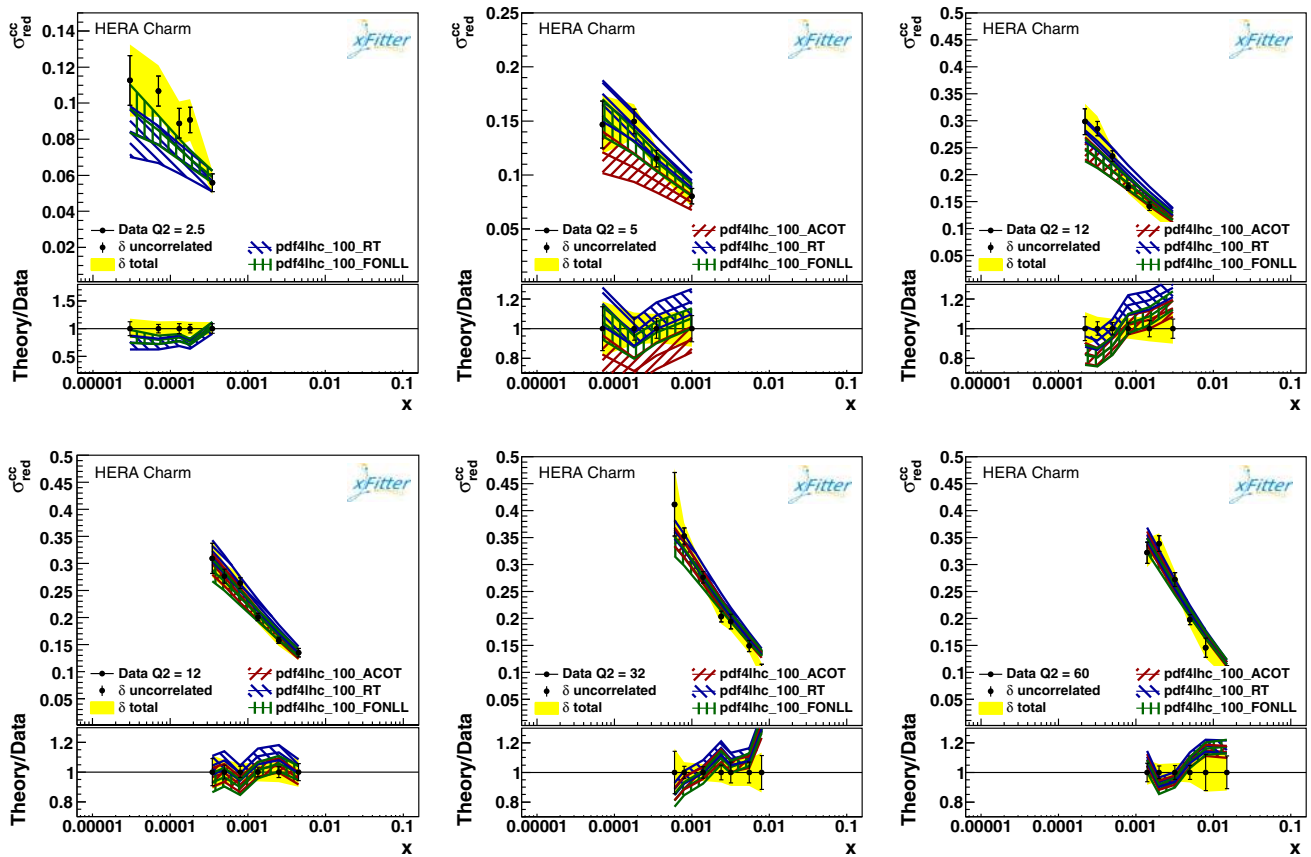 HERA Charm
xFitter
σ_red^cc
0.14
0.12
0.1
0.08
0.06
0.04
0.02
Data Q2 = 2.5
δ uncorrelated
δ total
pdf4lhc_100_RT
pdf4lhc_100_FONLL
Theory/Data
1.5
1
0.5
0.00001 0.0001 0.001 0.01 0.1
x
HERA Charm
xFitter
σ_red^cc
0.25
0.2
0.15
0.1
0.05
Data Q2 = 5
δ uncorrelated
δ total
pdf4lhc_100_ACOT
pdf4lhc_100_RT
pdf4lhc_100_FONLL
Theory/Data
1.2
1
0.8
0.00001 0.0001 0.001 0.01 0.1
x
HERA Charm
xFitter
σ_red^cc
0.5
0.45
0.4
0.35
0.3
0.25
0.2
0.15
0.1
0.05
Data Q2 = 12
δ uncorrelated
δ total
pdf4lhc_100_ACOT
pdf4lhc_100_RT
pdf4lhc_100_FONLL
Theory/Data
1.2
1
0.8
0.00001 0.0001 0.001 0.01 0.1
x
HERA Charm
xFitter
σ_red^cc
0.5
0.45
0.4
0.35
0.3
0.25
0.2
0.15
0.1
0.05
Data Q2 = 12
δ uncorrelated
δ total
pdf4lhc_100_ACOT
pdf4lhc_100_RT
pdf4lhc_100_FONLL
Theory/Data
1.2
1
0.8
0.00001 0.0001 0.001 0.01 0.1
x
HERA Charm
xFitter
σ_red^cc
0.5
0.45
0.4
0.35
0.3
0.25
0.2
0.15
0.1
0.05
Data Q2 = 32
δ uncorrelated
δ total
pdf4lhc_100_ACOT
pdf4lhc_100_RT
pdf4lhc_100_FONLL
Theory/Data
1.2
1
0.8
0.00001 0.0001 0.001 0.01 0.1
x
HERA Charm
xFitter
σ_red^cc
0.5
0.45
0.4
0.35
0.3
0.25
0.2
0.15
0.1
0.05
Data Q2 = 60
δ uncorrelated
δ total
pdf4lhc_100_ACOT
pdf4lhc_100_RT
pdf4lhc_100_FONLL
Theory/Data
1.2
1
0.8
0.00001 0.0001 0.001 0.01 0.1
x